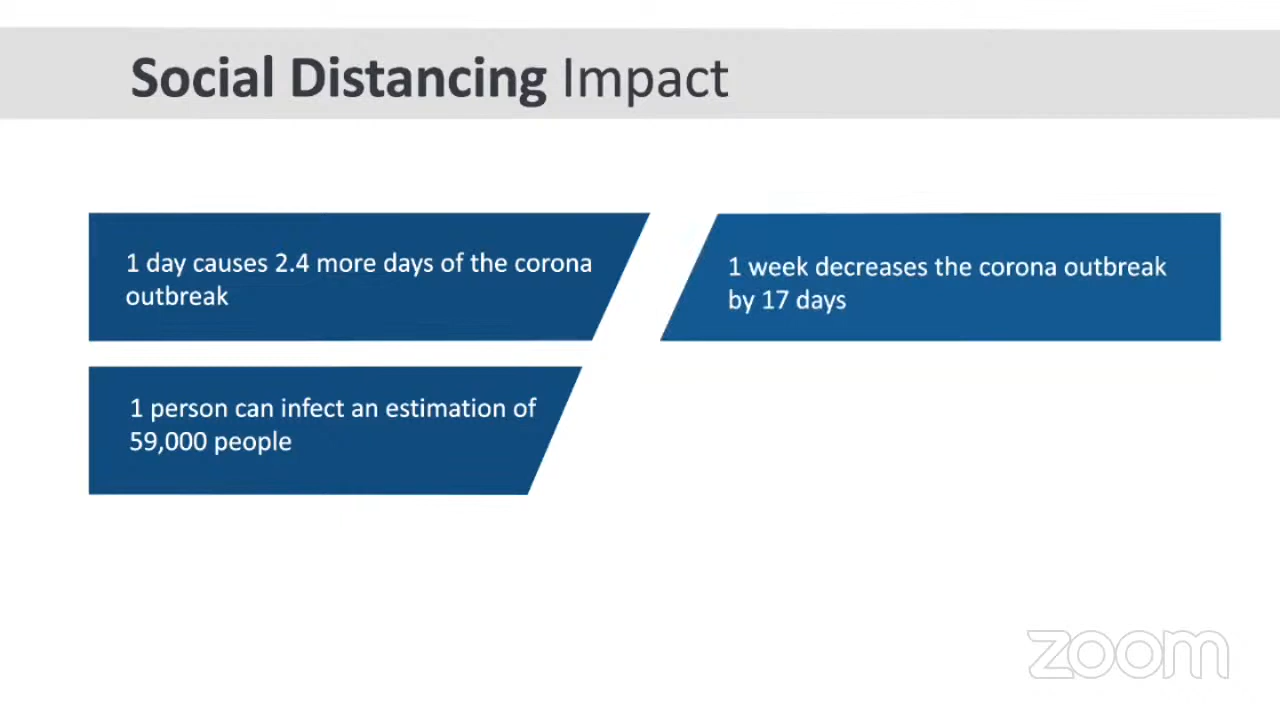 Social Distancing Impact
1 day causes 2.4 more days of the corona
outbreak
1 week decreases the corona outbreak
by 17 days
1 person can infect an estimation of
59,000 people
zoom